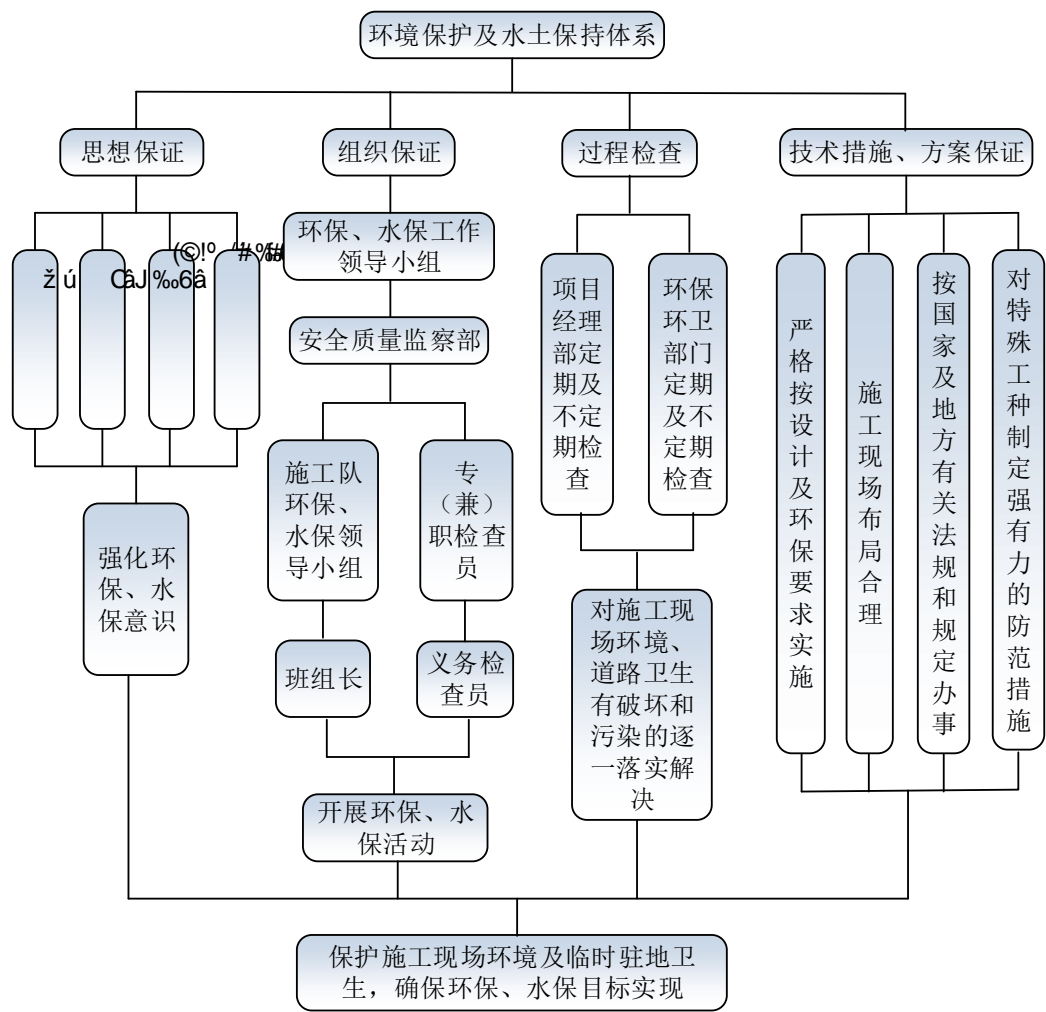 环境保护及水土保持体系
思想保证
组织保证
过程检查
技术措施、方案保证
环保、水保工作
领导小组
安全质量监察部
施工队
环保、
水保领
导小组
专
（兼）
职检查
员
班组长
义务检
查员
开展环保、水
保活动
强化环
保、水
保意识
项目
经理
部定
期及
不定
期检
查
环保
环卫
部门
定期
及不
定期
检查
对施工现
场环境、
道路卫生
有破坏和
污染的逐
一落实解
决
严格按设计及环保要求实施
施工现场布局合理
按国家及地方有关法规和规定办事
对特殊工种制定强有力的防范措施
保护施工现场环境及临时驻地卫
生，确保环保、水保目标实现